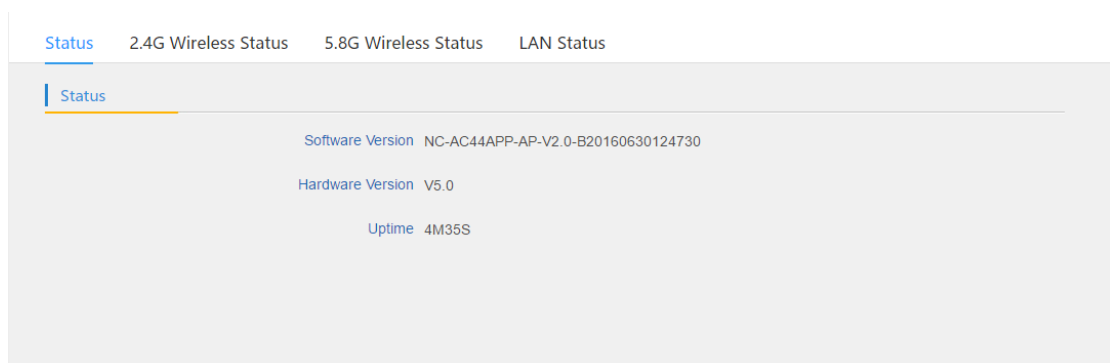 Status 2.4G Wireless Status 5.8G Wireless Status LAN Status
Status
Software Version NC-AC44APP-AP-V2.0-B20160630124730
Hardware Version V5.0
Uptime 4M35S